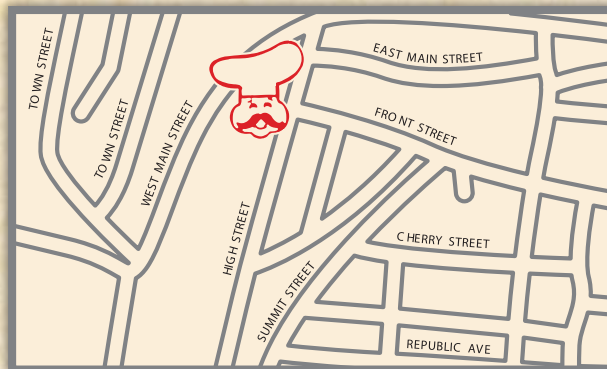 TOWN STREET
TOWN STREET
WEST MAIN STREET
HIGH STREET
SUMMIT STREET
EAST MAIN STREET
FRONT STREET
CHERRY STREET
REPUBLIC AVE